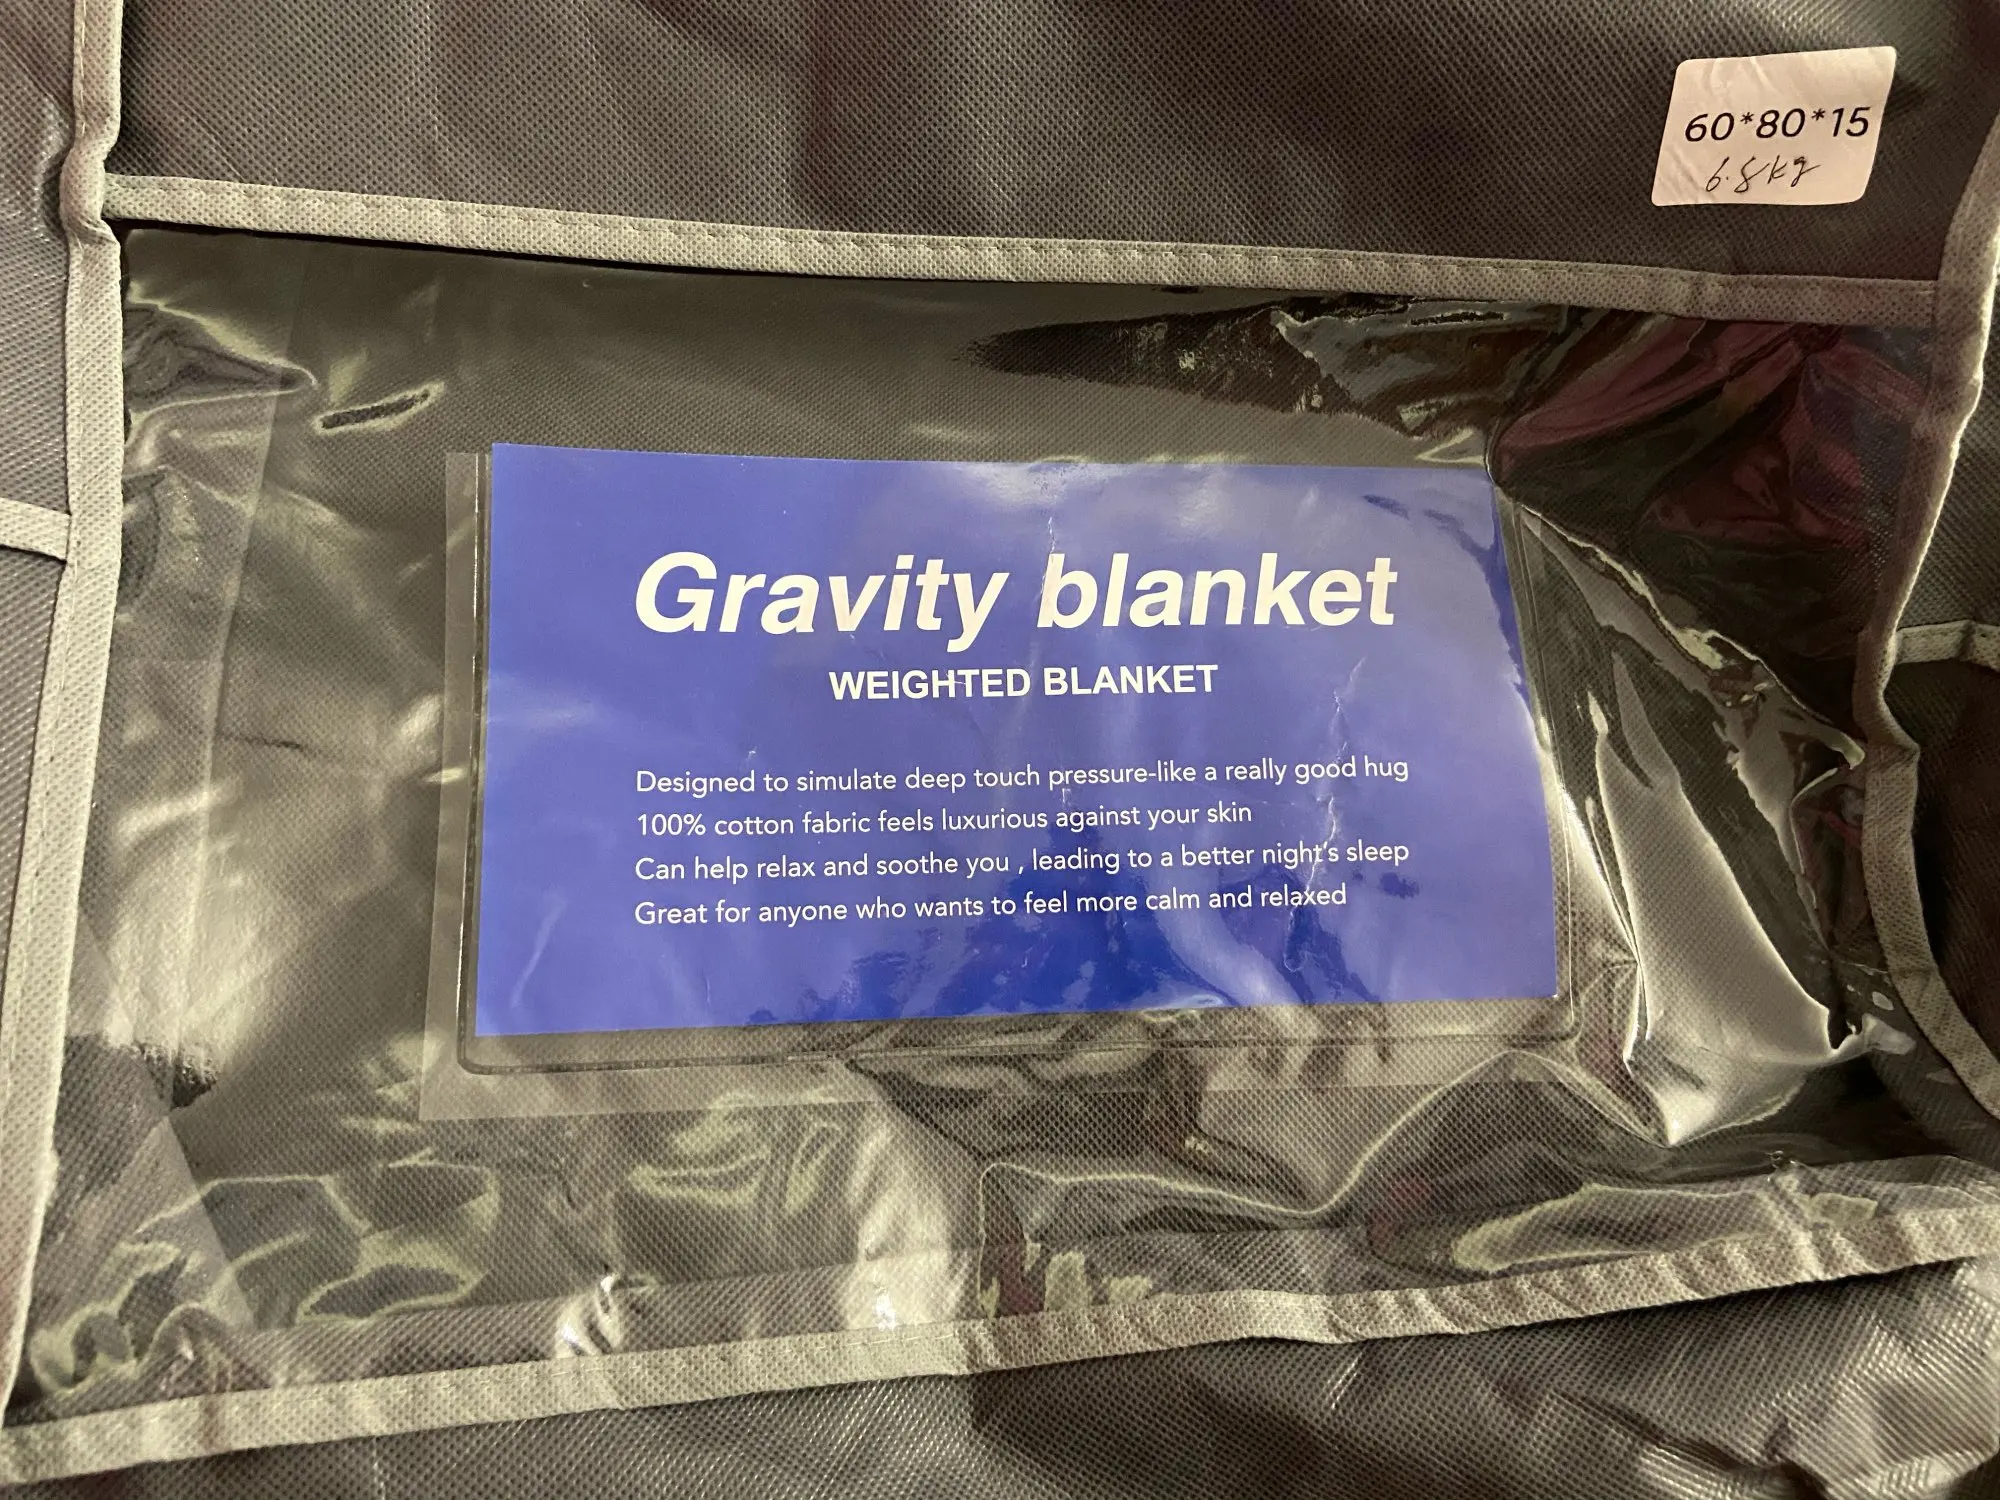 60*80*15
6.8kg
Gravity blanket
WEIGHTED BLANKET
Designed to simulate deep touch pressure-like a really good hug
100% cotton fabric feels luxurious against your skin
Can help relax and soothe you , leading to a better night's sleep
Great for anyone who wants to feel more calm and relaxed